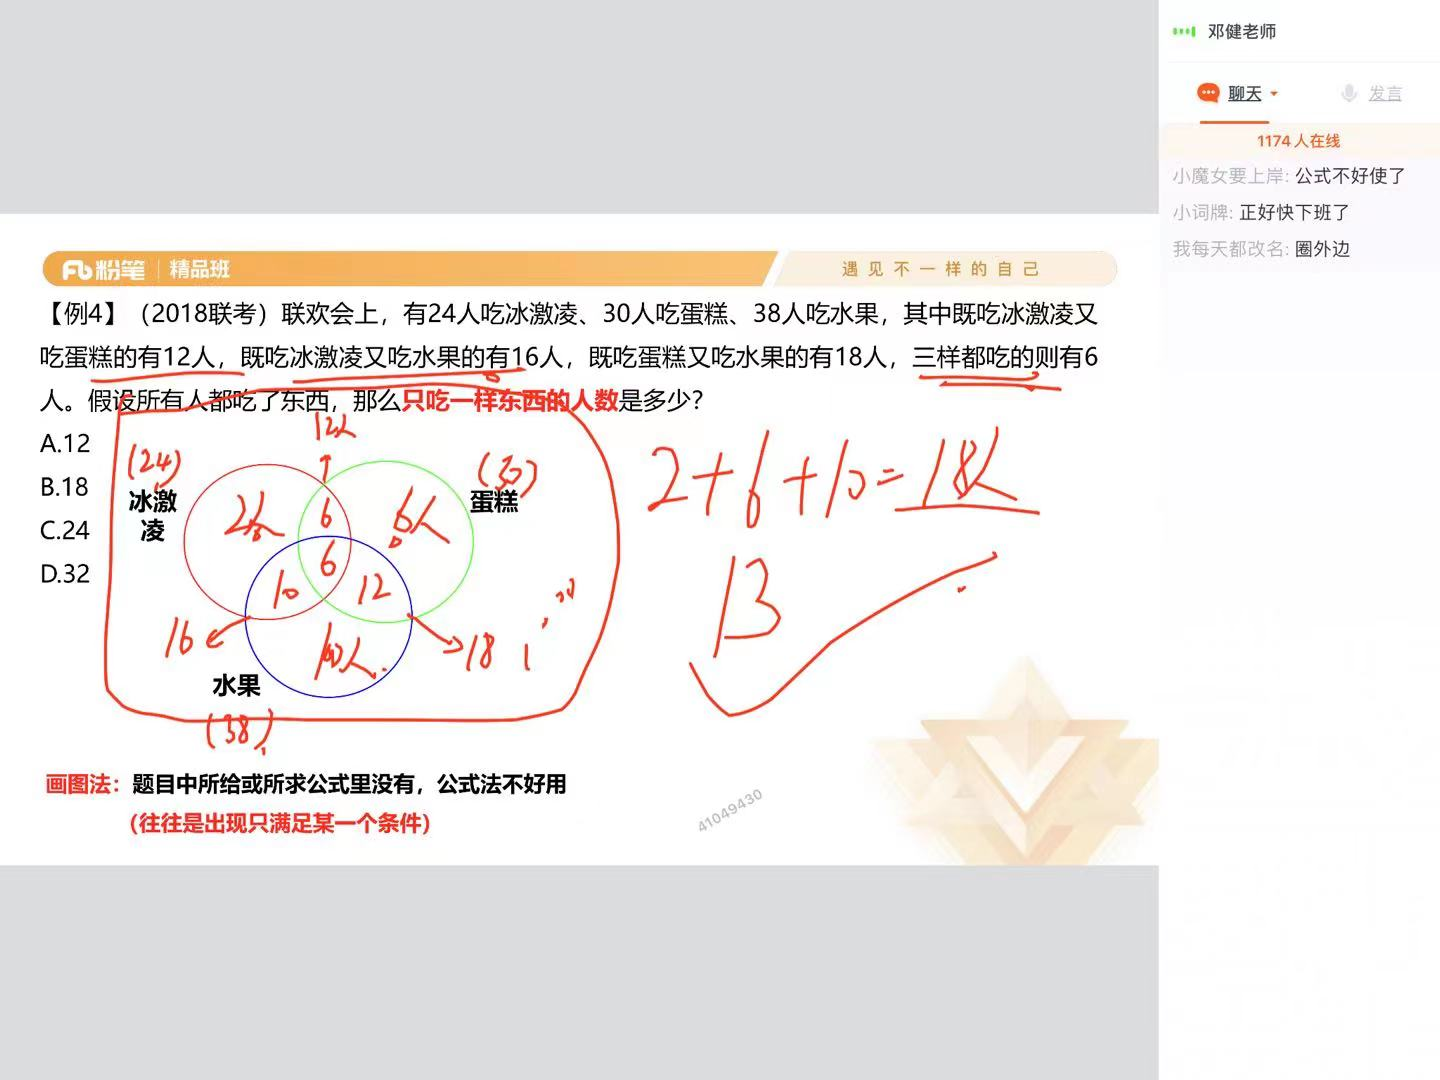 邓健老师
聊天
发言
1174人在线
小魔女要上岸: 公式不好使了
小词牌: 正好快下班了
我每天都改名: 圈外边
粉笔 精品班
遇见不一样的自己
【例4】（2018联考）联欢会上，有24人吃冰激凌、30人吃蛋糕、38人吃水果，其中既吃冰激凌又
吃蛋糕的有12人，既吃冰激凌又吃水果的有16人，既吃蛋糕又吃水果的有18人，三样都吃的则有6
人。假设所有人都吃了东西，那么只吃一样东西的人数是多少？
A.12
B.18
C.24
D.32
12人
(24)
(30)
冰激
凌
蛋糕
2人
6
6人
6
10
12
16
10人
18
水果
(38)
2+6+10=18人
B
画图法：题目中所给或所求公式里没有，公式法不好用
（往往是出现只满足某一个条件）
41049430